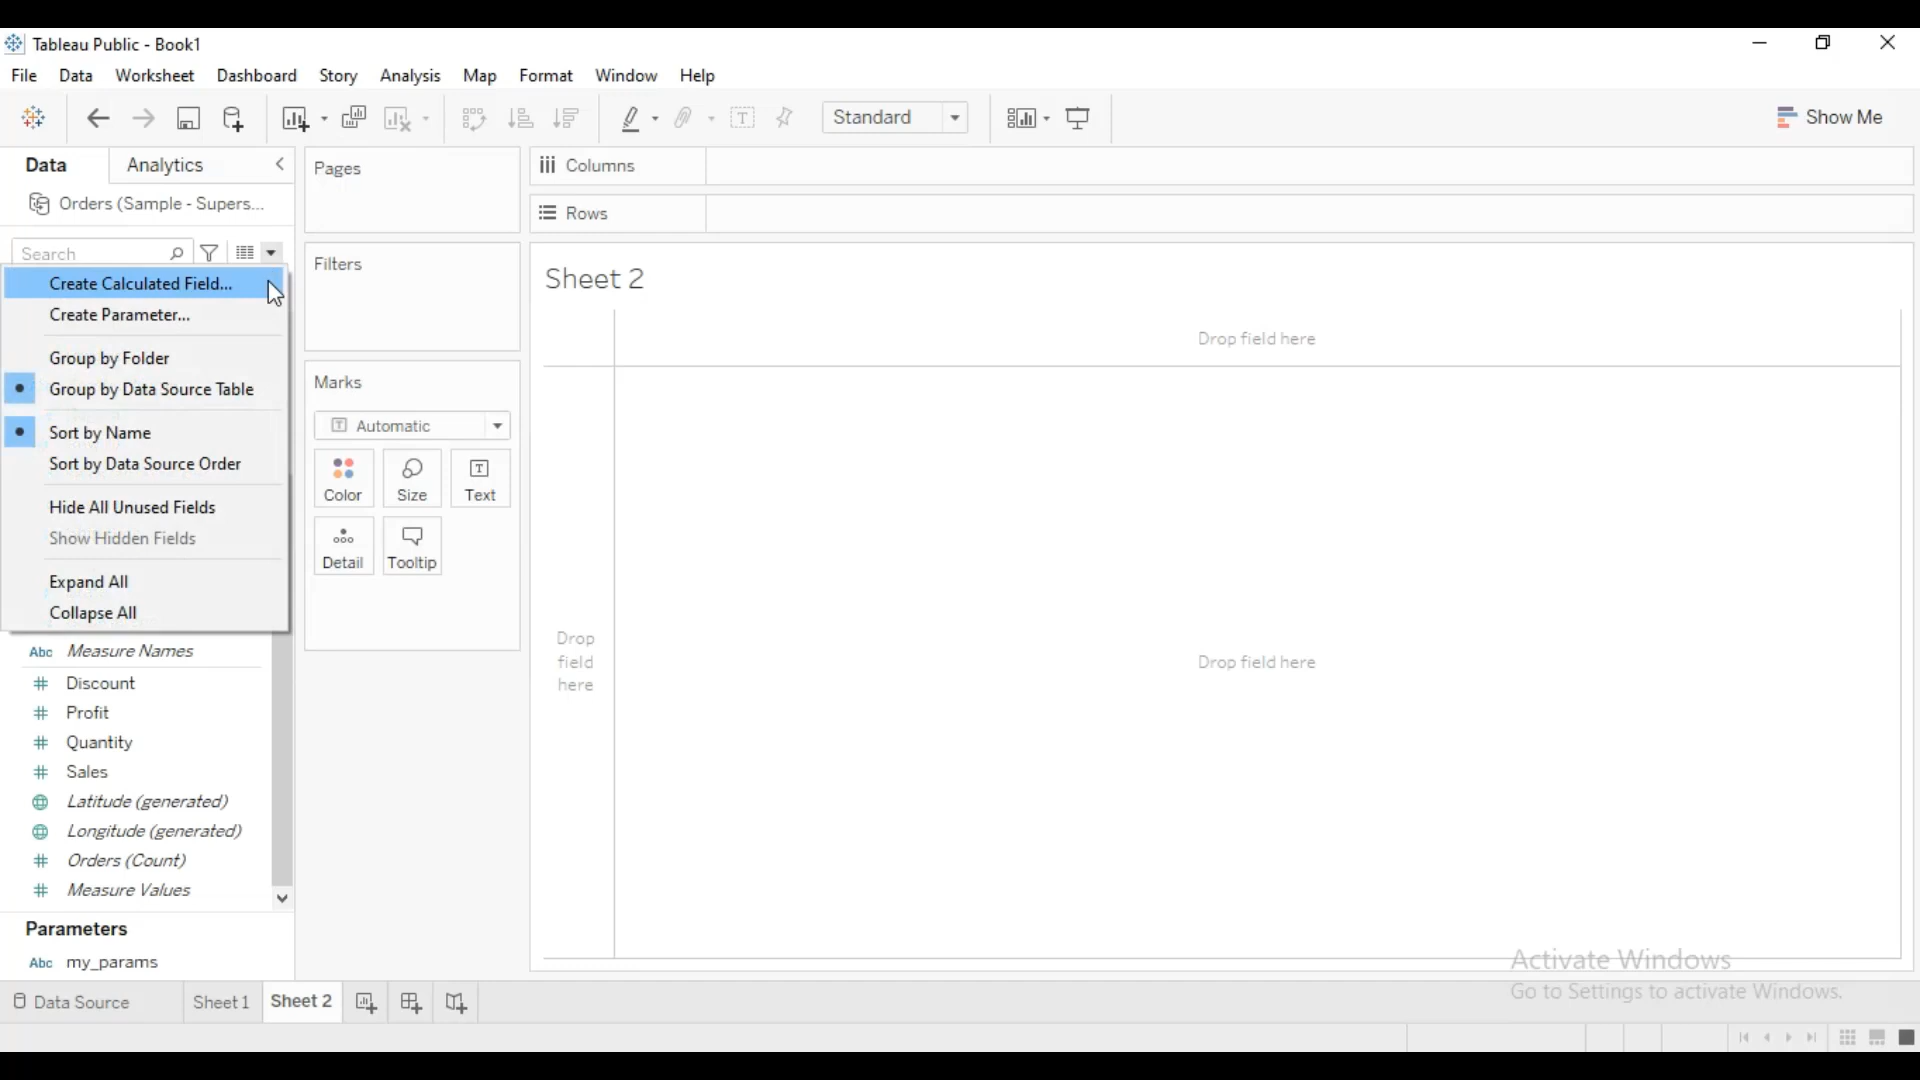 Tableau Public - Book1
File Data Worksheet Dashboard Story Analysis Map Format Window Help
Standard
Show Me
Data Analytics
Orders (Sample - Supers...
Search
Create Calculated Field...
Create Parameter...
Group by Folder
Group by Data Source Table
Sort by Name
Sort by Data Source Order
Hide All Unused Fields
Show Hidden Fields
Expand All
Collapse All
Abc Measure Names
# Discount
# Profit
# Quantity
# Sales
Latitude (generated)
Longitude (generated)
# Orders (Count)
# Measure Values
Parameters
Abc my_params
Pages
Filters
Marks
T Automatic
Color Size T Text
Detail Tooltip
Columns
Rows
Sheet 2
Drop field here
Drop
field
here
Drop field here
Activate Windows
Go to Settings to activate Windows.
Data Source Sheet 1 Sheet 2